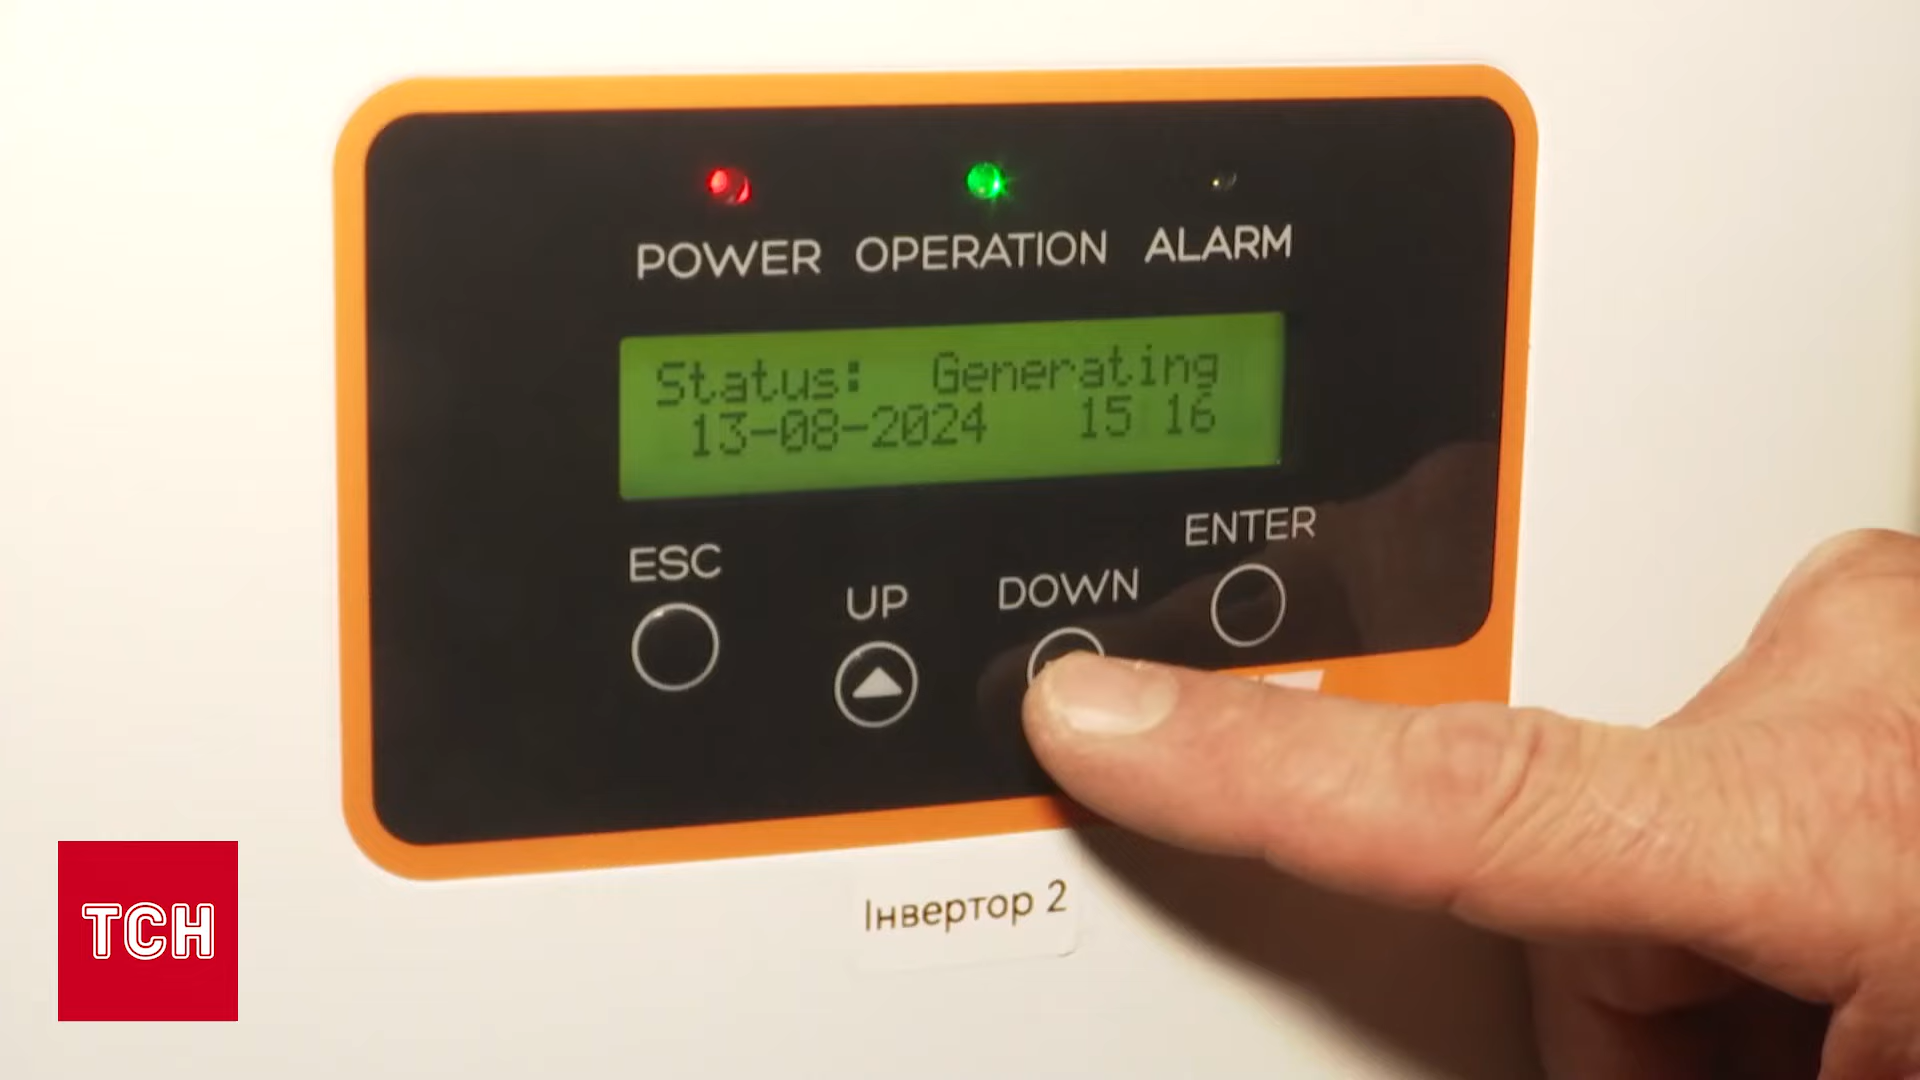 POWER OPERATION ALARM
Status: Generating
13-08-2024 15 16
ESC UP DOWN ENTER
Інвертор 2
ТСН